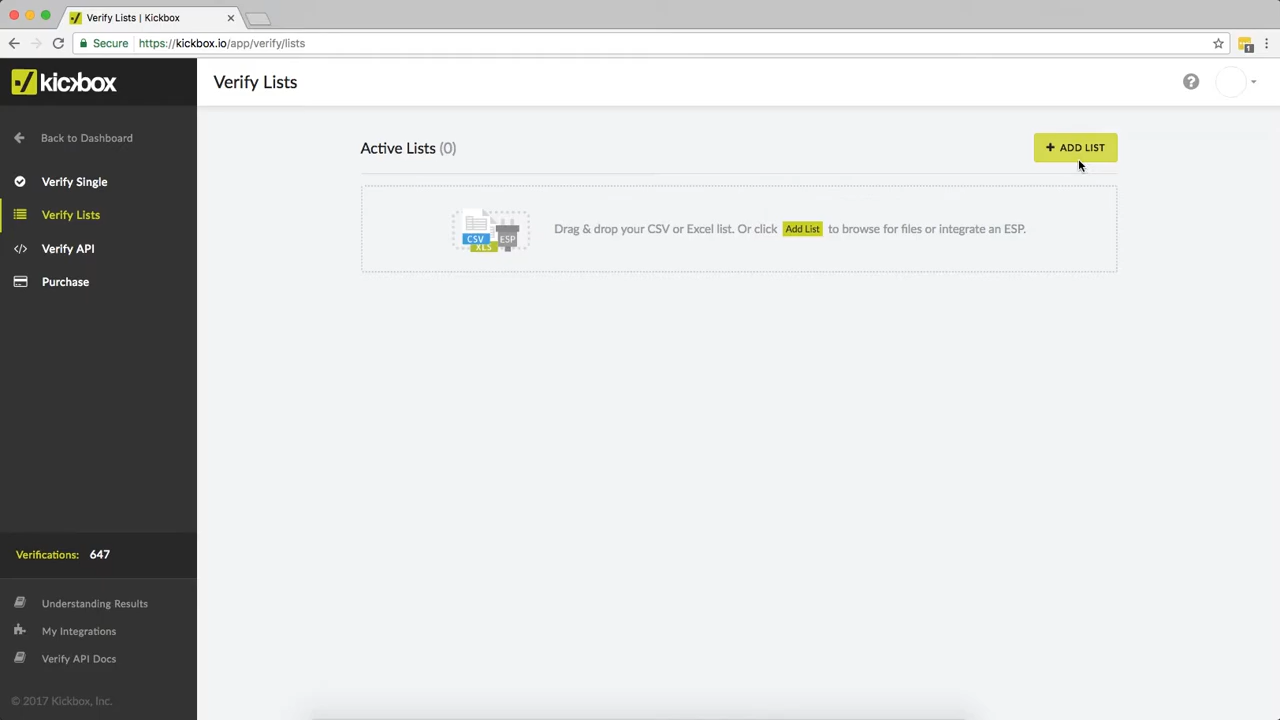 Verify Lists | Kickbox
Secure
https://kickbox.io/app/verify/lists
1
kickbox
Verify Lists
?
Back to Dashboard
Verify Single
Verify Lists
Verify API
Purchase
Active Lists (0)
+ ADD LIST
CSV
XLS
ESP
Drag & drop your CSV or Excel list. Or click Add List to browse for files or integrate an ESP.
Verifications: 647
Understanding Results
My Integrations
Verify API Docs
© 2017 Kickbox, Inc.